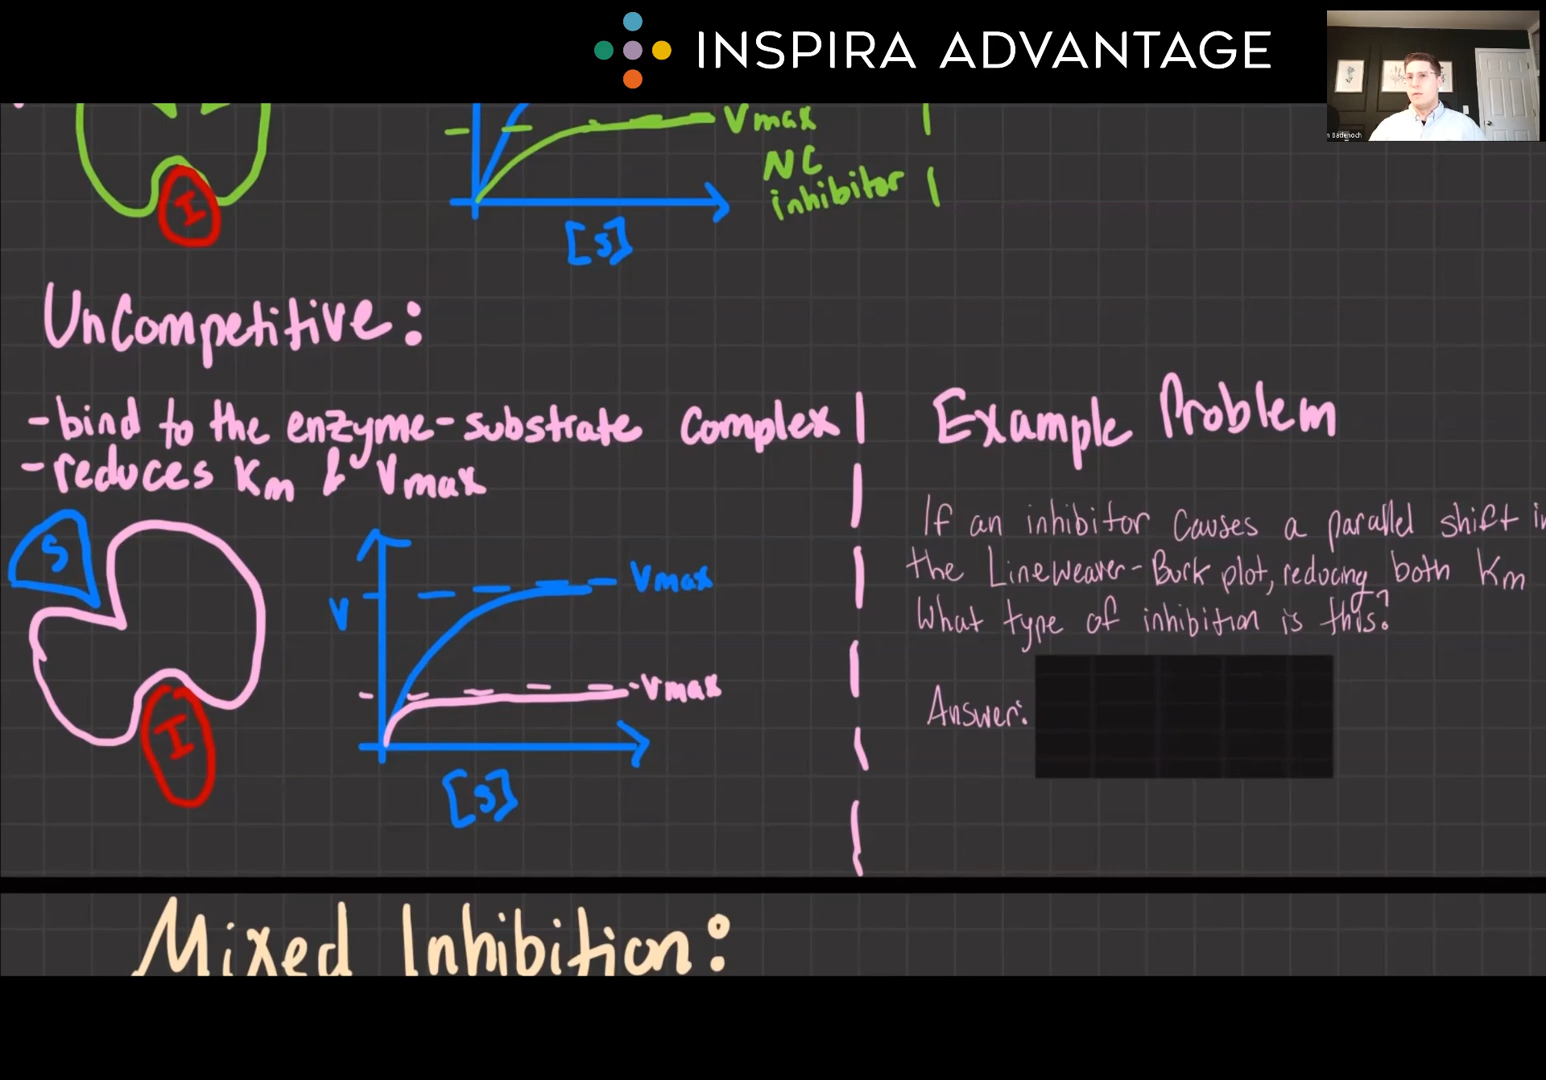 INSPIRA ADVANTAGE
Badenoch
Vmax
NC
inhibitor
I
[S]
UnCompetitive:
-bind to the enzyme-substrate Complex
-reduces Km & Vmax
S
I
V
Vmax
-Vmax
[S]
Example Problem
If an inhibitor causes a parallel shift in
the Lineweaver-Burk plot, reducing both Km
What type of inhibition is this?
Answer:
Mixed Inhibition: